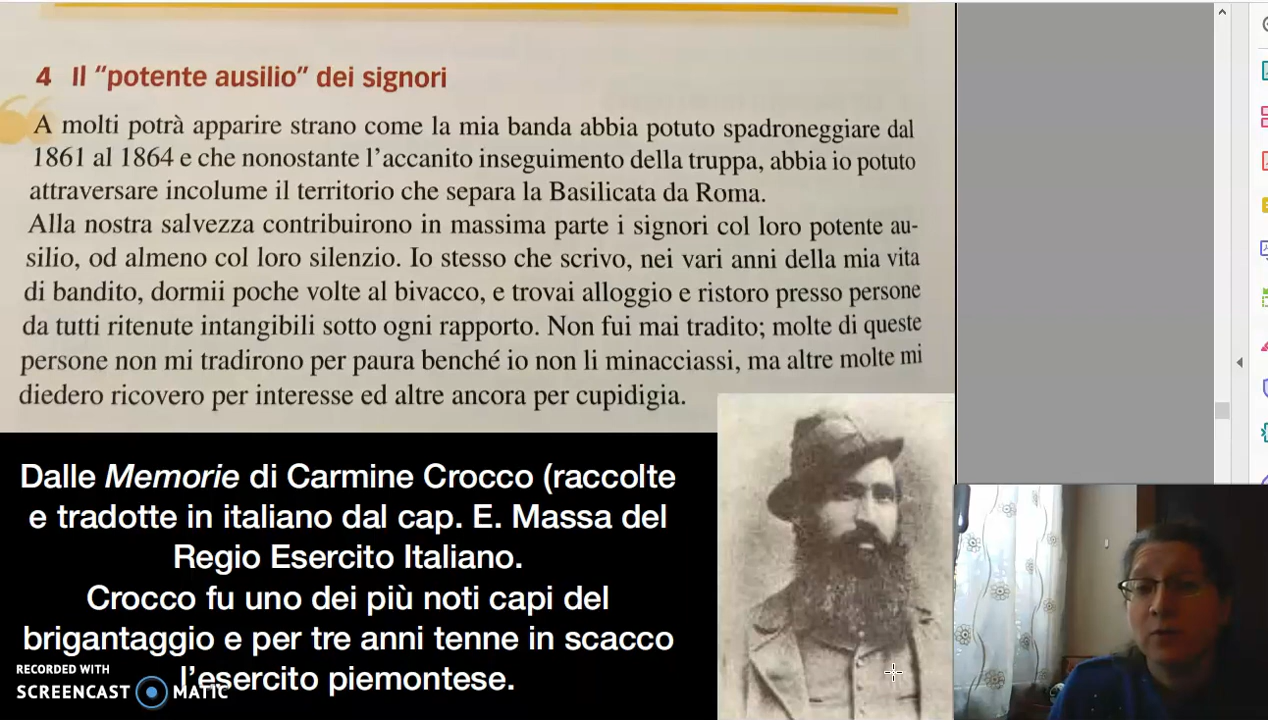 4 Il “potente ausilio” dei signori
A molti potrà apparire strano come la mia banda abbia potuto spadroneggiare dal
1861 al 1864 e che nonostante l’accanito inseguimento della truppa, abbia io potuto
attraversare incolume il territorio che separa la Basilicata da Roma.
Alla nostra salvezza contribuirono in massima parte i signori col loro potente au-
silio, od almeno col loro silenzio. Io stesso che scrivo, nei vari anni della mia vita
di bandito, dormii poche volte al bivacco, e trovai alloggio e ristoro presso persone
da tutti ritenute intangibili sotto ogni rapporto. Non fui mai tradito; molte di queste
persone non mi tradirono per paura benché io non li minacciassi, ma altre molte mi
diedero ricovero per interesse ed altre ancora per cupidigia.
Dalle Memorie di Carmine Crocco (raccolte
e tradotte in italiano dal cap. E. Massa del
Regio Esercito Italiano.
Crocco fu uno dei più noti capi del
brigantaggio e per tre anni tenne in scacco
l’esercito piemontese.
RECORDED WITH
SCREENCAST MATIC